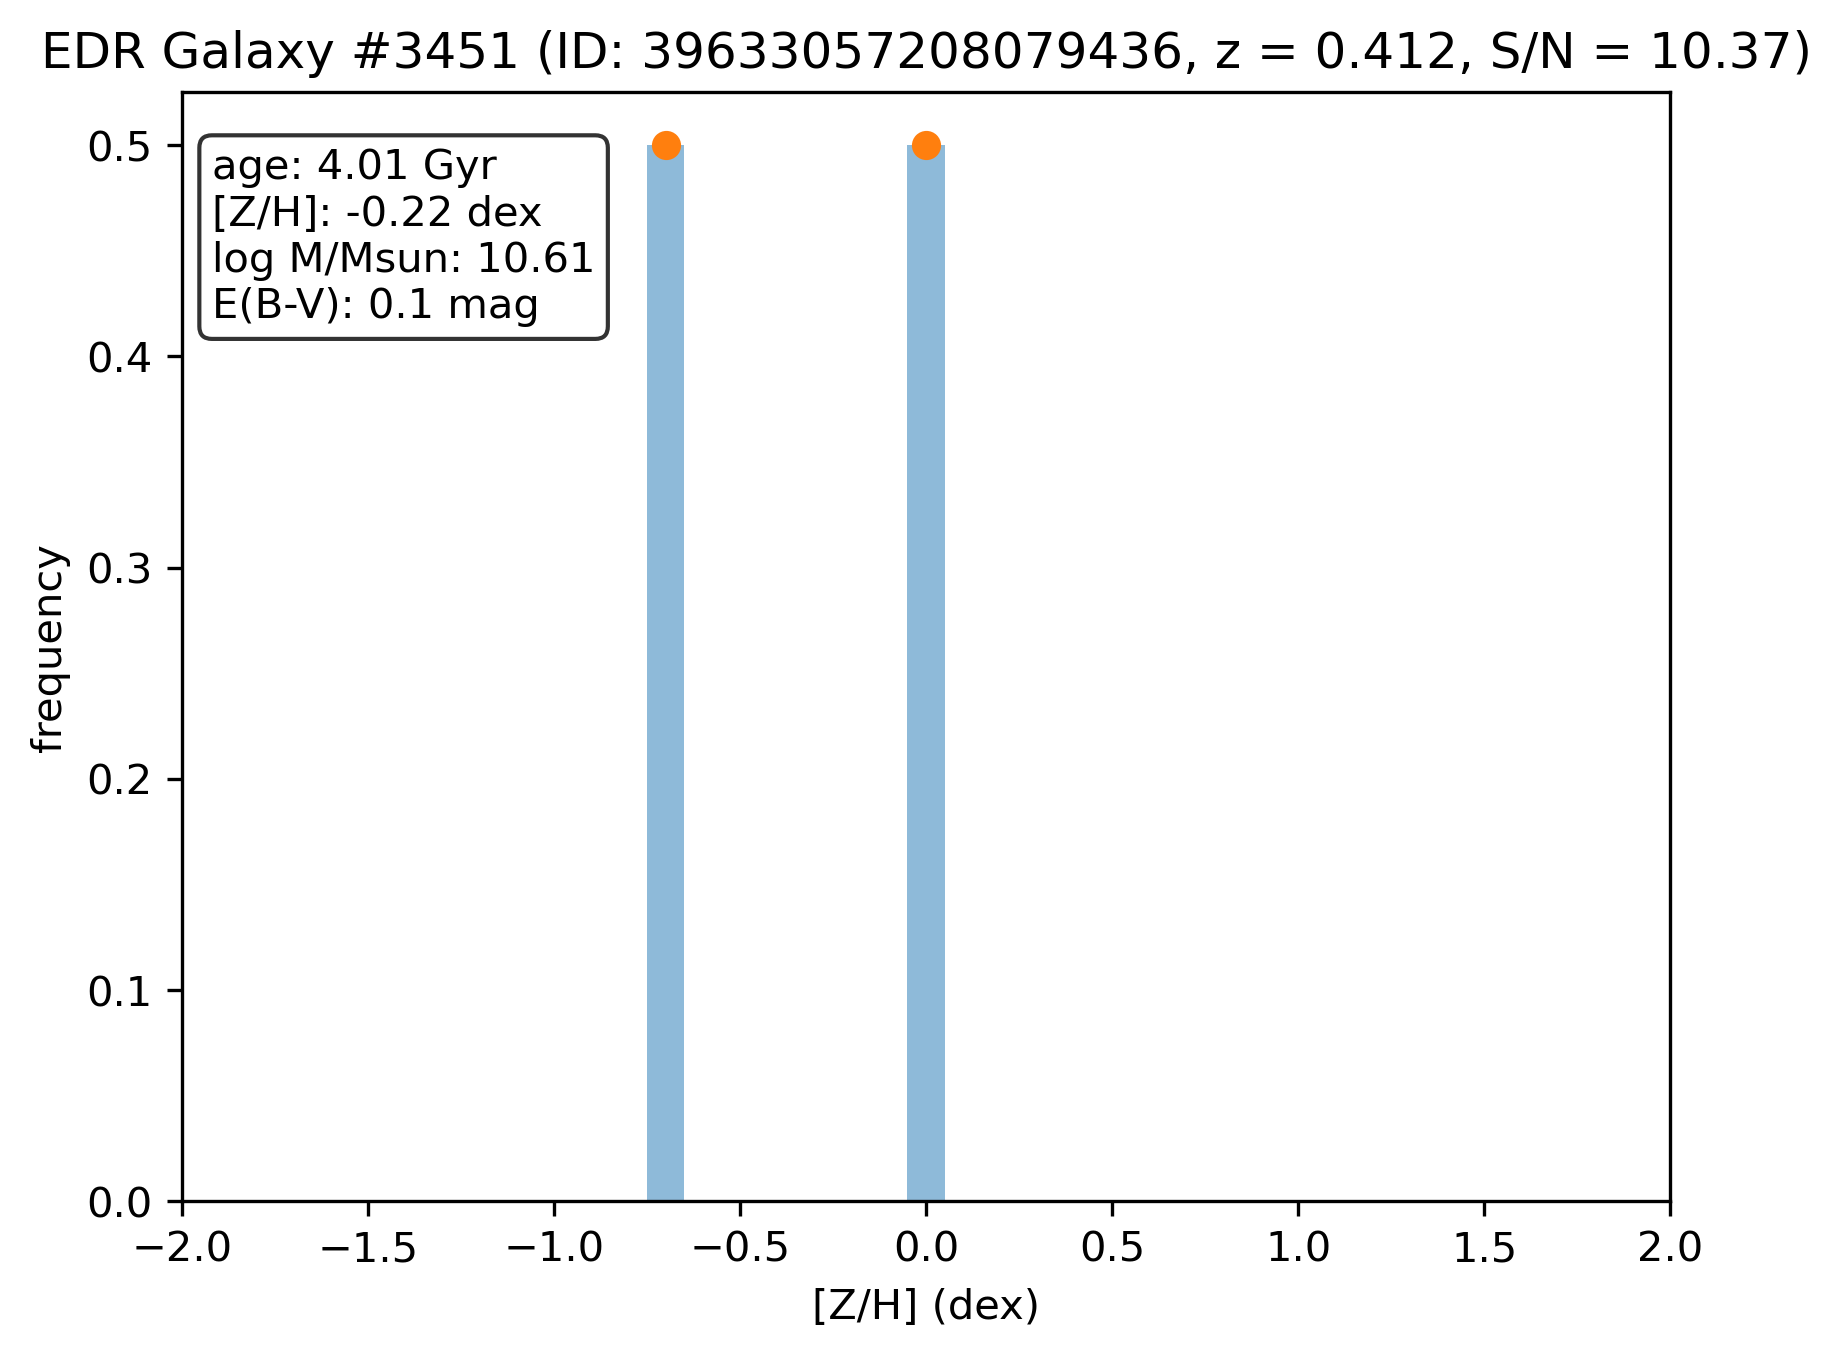 EDR Galaxy #3451 (ID: 39633057208079436, z = 0.412, S/N = 10.37)
age: 4.01 Gyr
[Z/H]: -0.22 dex
log M/Msun: 10.61
E(B-V): 0.1 mag
0.5
0.4
0.3
0.2
0.1
0.0
frequency
−2.0 −1.5 −1.0 −0.5 0.0 0.5 1.0 1.5 2.0
[Z/H] (dex)